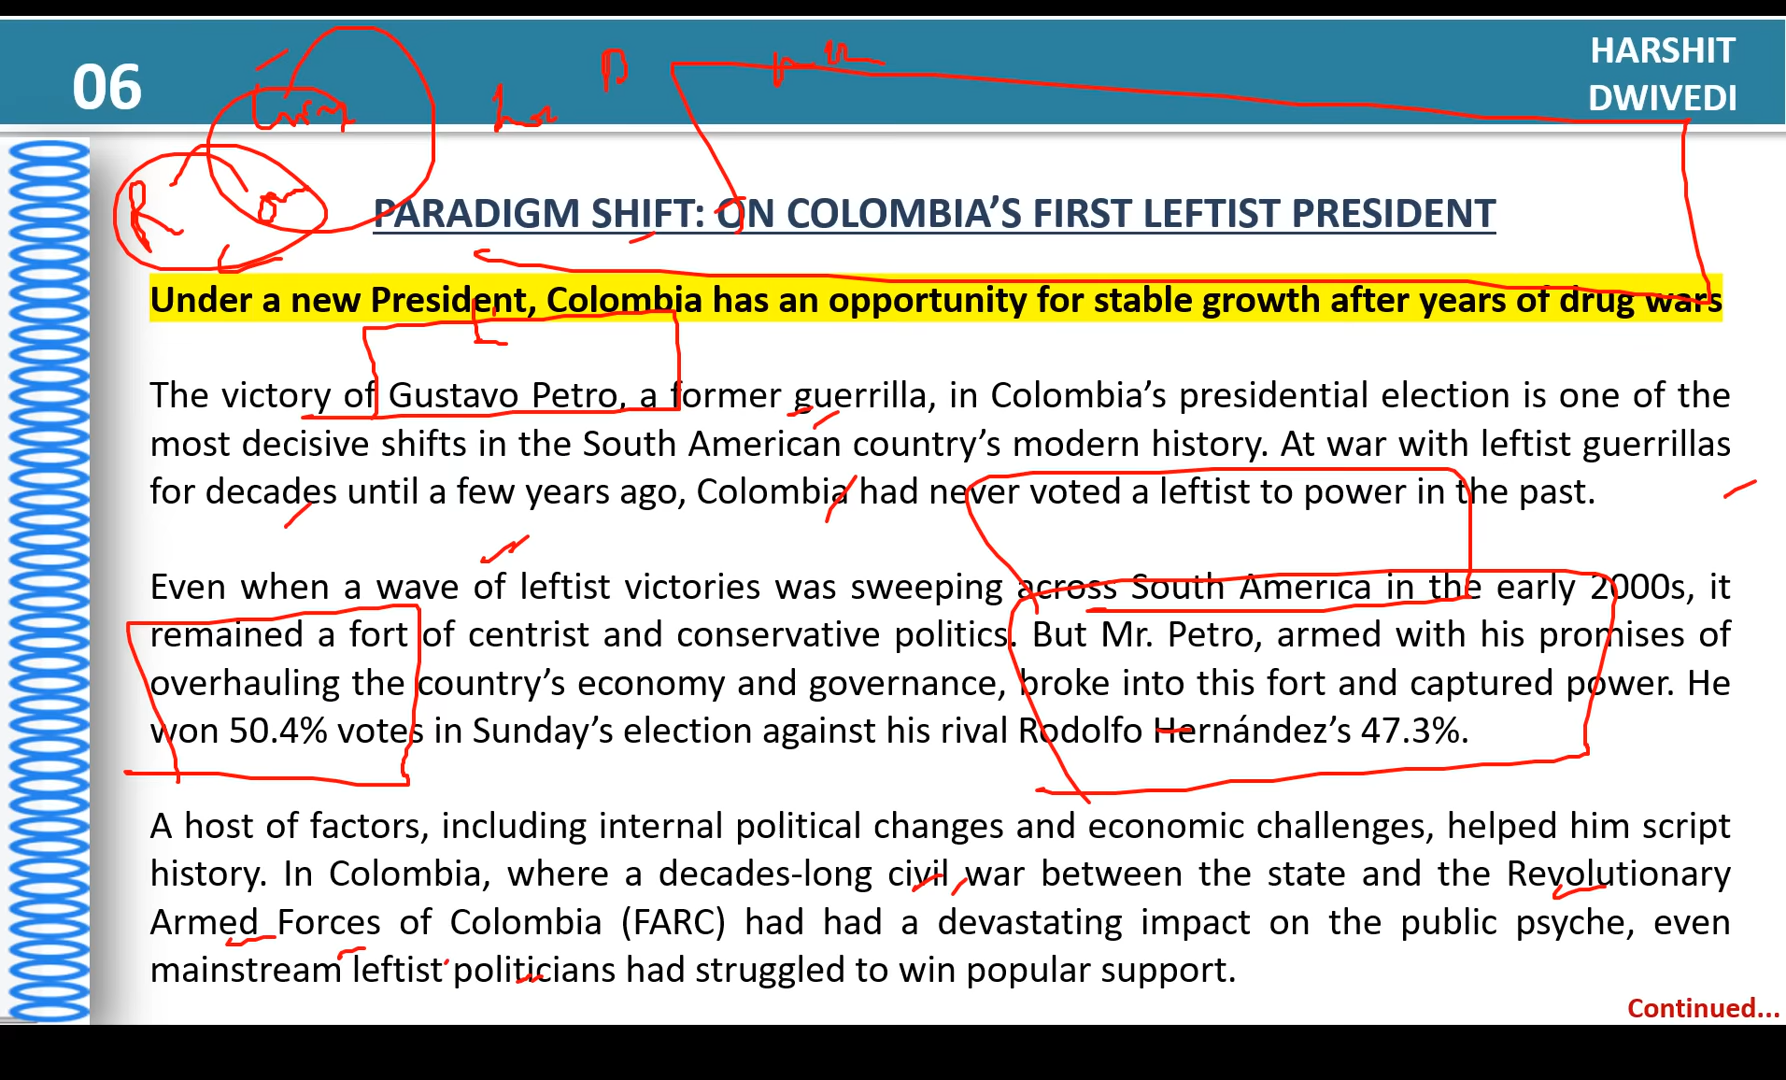 06
HARSHIT
DWIVEDI
PARADIGM SHIFT: ON COLOMBIA’S FIRST LEFTIST PRESIDENT
Under a new President, Colombia has an opportunity for stable growth after years of drug wars
The victory of Gustavo Petro, a former guerrilla, in Colombia’s presidential election is one of the
most decisive shifts in the South American country’s modern history. At war with leftist guerrillas
for decades until a few years ago, Colombia had never voted a leftist to power in the past.
Even when a wave of leftist victories was sweeping across South America in the early 2000s, it
remained a fort of centrist and conservative politics. But Mr. Petro, armed with his promises of
overhauling the country’s economy and governance, broke into this fort and captured power. He
won 50.4% votes in Sunday’s election against his rival Rodolfo Hernández’s 47.3%.
A host of factors, including internal political changes and economic challenges, helped him script
history. In Colombia, where a decades-long civil war between the state and the Revolutionary
Armed Forces of Colombia (FARC) had had a devastating impact on the public psyche, even
mainstream leftist politicians had struggled to win popular support.
Continued...